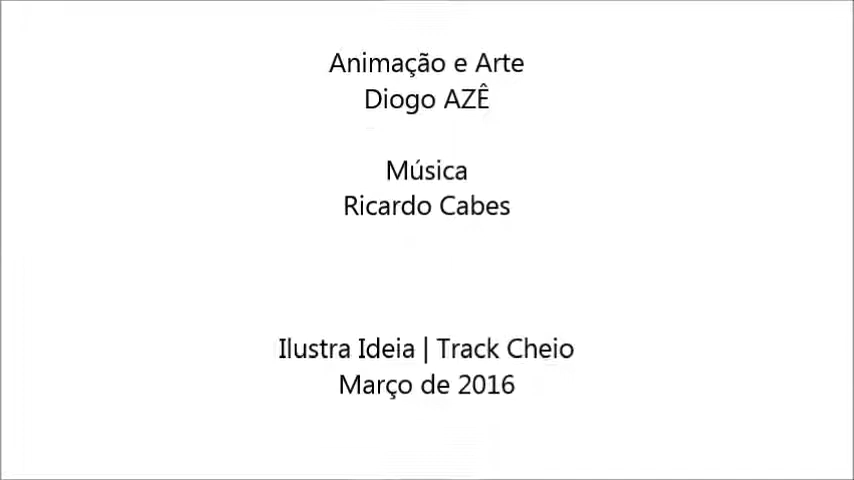 Animação e Arte
Diogo AZÊ
Música
Ricardo Cabes
Ilustra Ideia | Track Cheio
Março de 2016